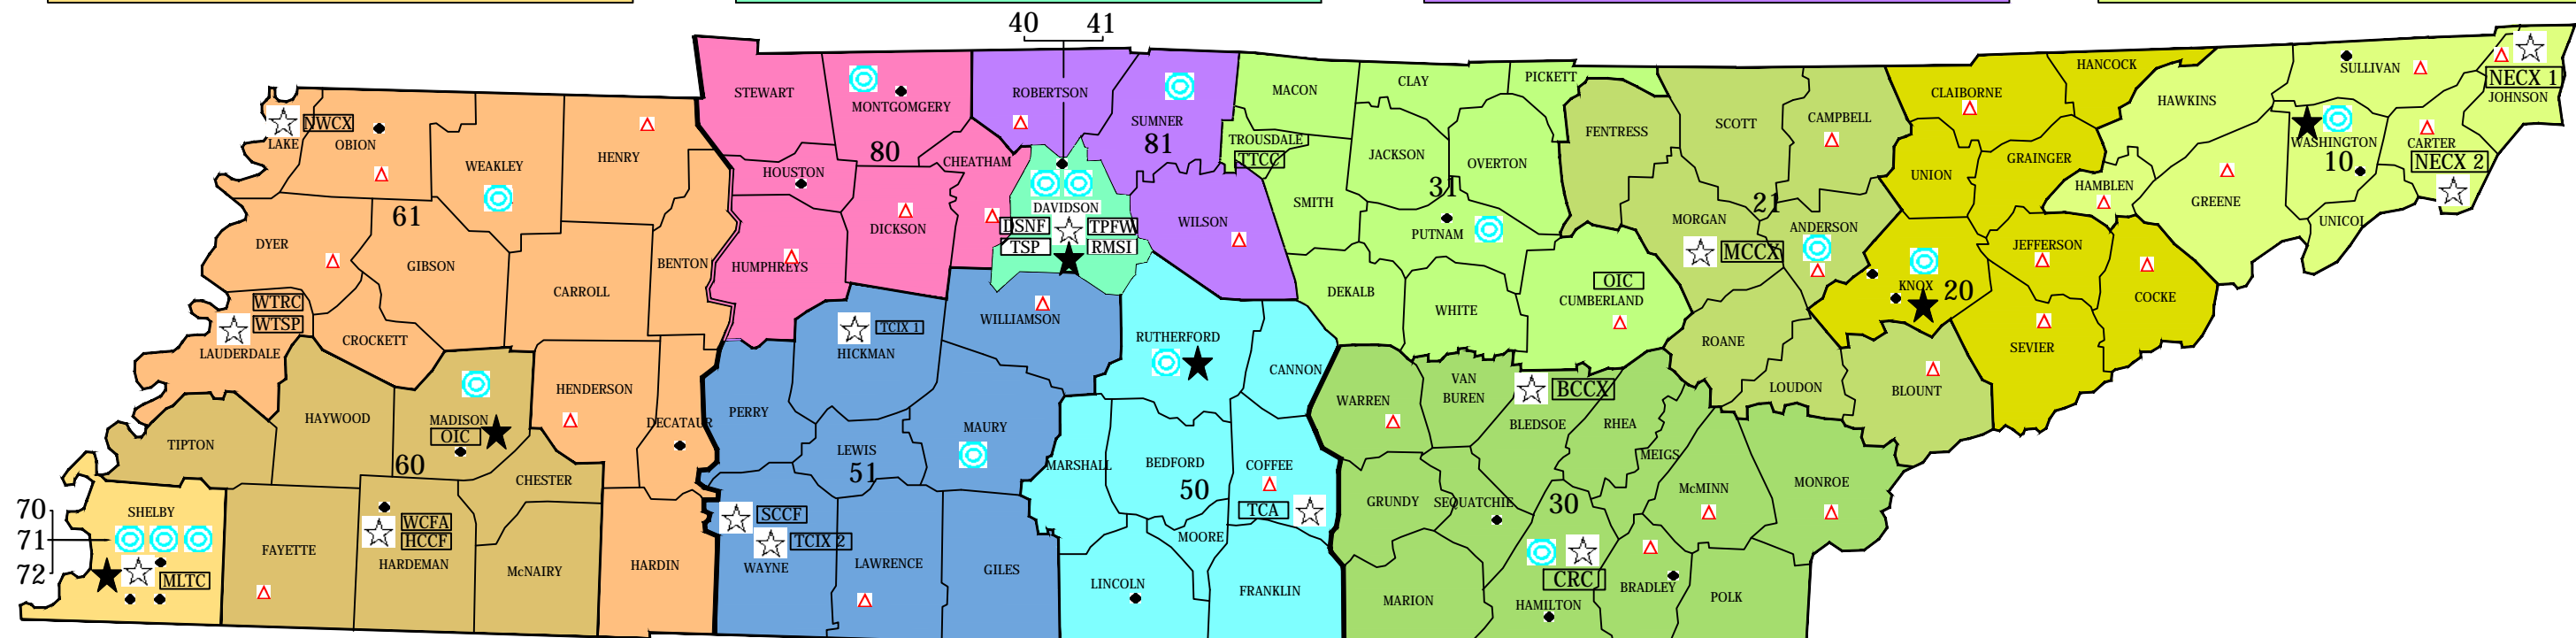 40 41
STEWART
MONTGOMGERY
ROBERTSON
SUMNER
81
MACON
CLAY
PICKETT
FENTRESS
SCOTT
CAMPBELL
CLAIBORNE
HANCOCK
HAWKINS
SULLIVAN
NECX 1
JOHNSON
LAKE
NWCX
OBION
WEAKLEY
HENRY
HOUSTON
80
CHEATHAM
TROUSDALE
TTCC
JACKSON
OVERTON
UNION
GRAINGER
HAMBLEN
GREENE
WASHINGTON
10
CARTER
NECX 2
UNICOI
DYER
61
GIBSON
CARROLL
BENTON
HUMPHREYS
DICKSON
DAVIDSON
DSNF
TPFW
TSP
RMSI
WILSON
SMITH
31
PUTNAM
MORGAN
MCCX
21
ANDERSON
JEFFERSON
COCKE
WTRC
WTSP
LAUDERDALE
CROCKETT
HICKMAN
TCIX 1
WILLIAMSON
RUTHERFORD
CANNON
DEKALB
WHITE
OIC
CUMBERLAND
ROANE
LOUDON
KNOX
20
BLOUNT
SEVIER
TIPTON
HAYWOOD
MADISON
OIC
60
HENDERSON
DECATAUR
CHESTER
PERRY
LEWIS
51
MAURY
MARSHALL
BEDFORD
50
COFFEE
TCA
WARREN
VAN
BUREN
BCCX
BLEDSOE
RHEA
MEIGS
McMINN
MONROE
GRUNDY
SEQUATCHIE
30
70
71
72
SHELBY
MLTC
FAYETTE
WCFA
HCCF
HARDEMAN
McNAIRY
HARDIN
SCCF
TCIX 2
WAYNE
LAWRENCE
GILES
MOORE
LINCOLN
FRANKLIN
MARION
CRC
HAMILTON
BRADLEY
POLK